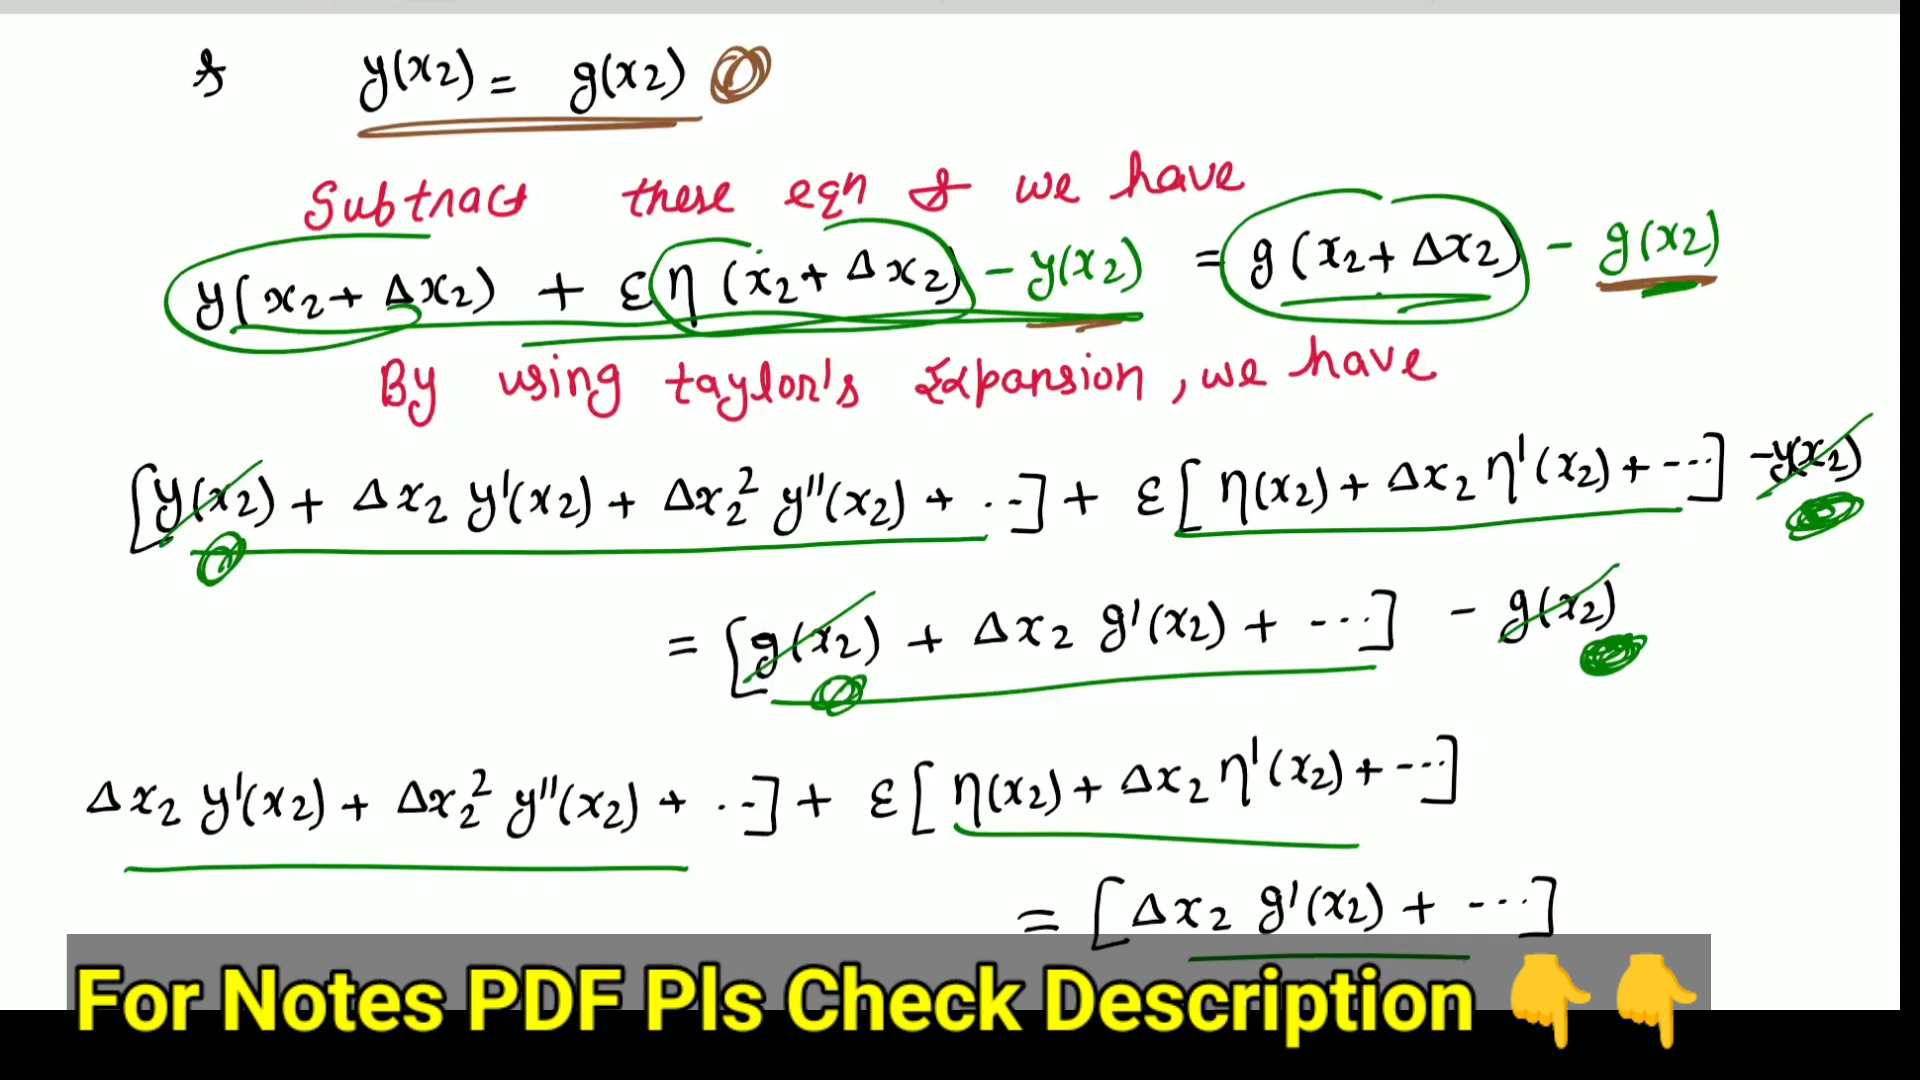 & y(x₂) = g(x₂)
Subtract these eqn & we have
y(x₂+Δx₂) + εη(x₂+Δx₂) - y(x₂) = g(x₂+Δx₂) - g(x₂)
By using taylor's Expansion, we have
[y(x₂) + Δx₂ y'(x₂) + Δx₂² y''(x₂) + ...] + ε[η(x₂) + Δx₂ η'(x₂) + ...] - y(x₂)
= [g(x₂) + Δx₂ g'(x₂) + ...] - g(x₂)
Δx₂ y'(x₂) + Δx₂² y''(x₂) + ...] + ε[η(x₂) + Δx₂ η'(x₂) + ...]
= [Δx₂ g'(x₂) + ...]
For Notes PDF Pls Check Description 👇👇